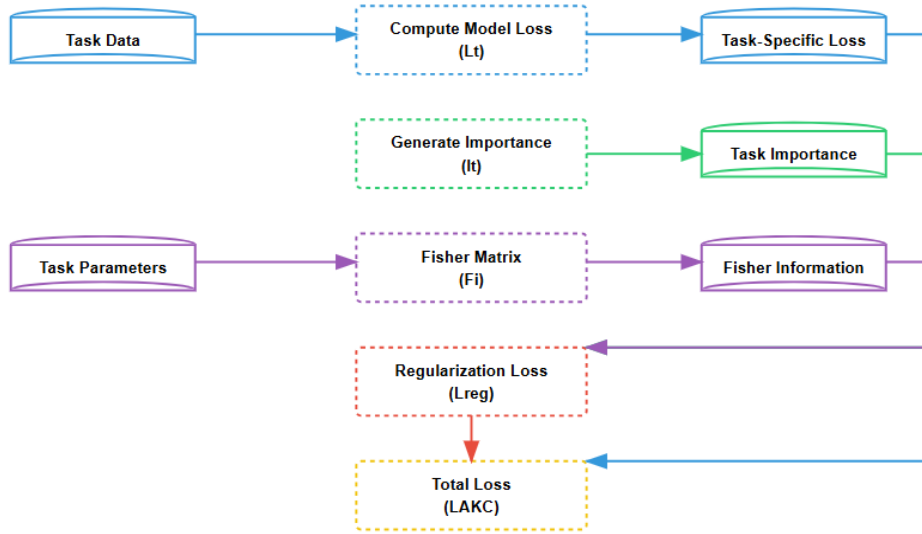 Task Data
Compute Model Loss
(Lt)
Task-Specific Loss
Generate Importance
(It)
Task Importance
Task Parameters
Fisher Matrix
(Fi)
Fisher Information
Regularization Loss
(Lreg)
Total Loss
(LAKC)